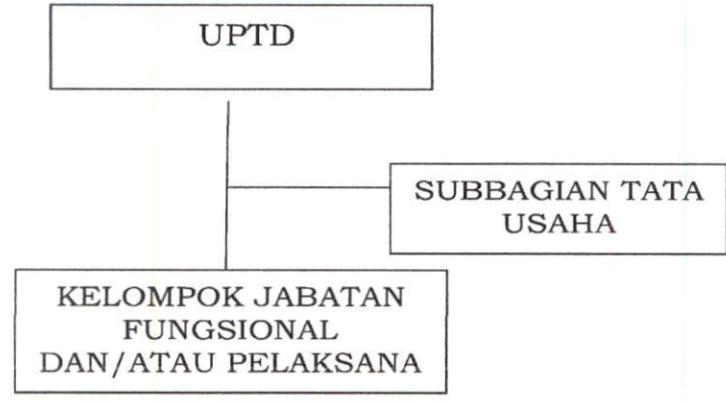 UPTD
SUBBAGIAN TATA
USAHA
KELOMPOK JABATAN
FUNGSIONAL
DAN/ATAU PELAKSANA